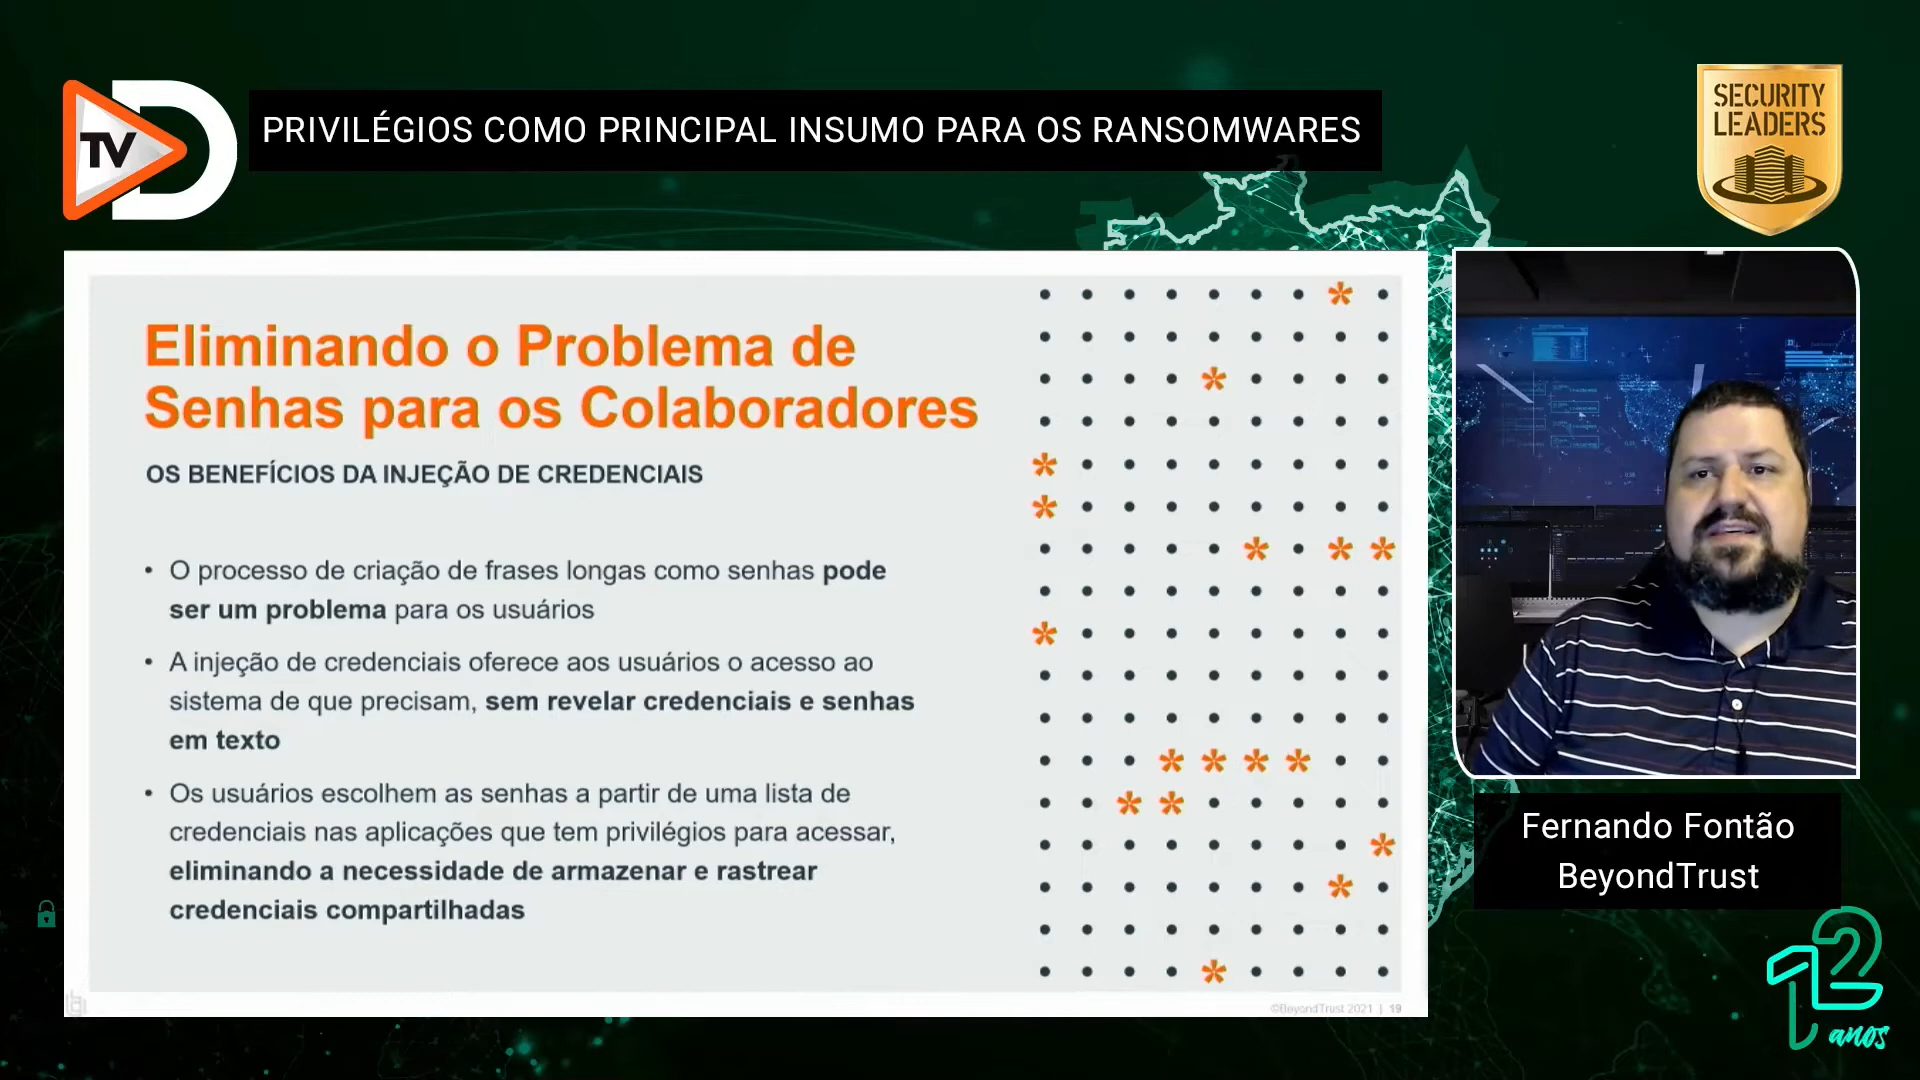 TV D
PRIVILÉGIOS COMO PRINCIPAL INSUMO PARA OS RANSOMWARES
SECURITY
LEADERS
Eliminando o Problema de
Senhas para os Colaboradores
OS BENEFÍCIOS DA INJEÇÃO DE CREDENCIAIS
• O processo de criação de frases longas como senhas pode
ser um problema para os usuários
• A injeção de credenciais oferece aos usuários o acesso ao
sistema de que precisam, sem revelar credenciais e senhas
em texto
• Os usuários escolhem as senhas a partir de uma lista de
credenciais nas aplicações que tem privilégios para acessar,
eliminando a necessidade de armazenar e rastrear
credenciais compartilhadas
©BeyondTrust 2021 | 19
Fernando Fontão
BeyondTrust
12
anos